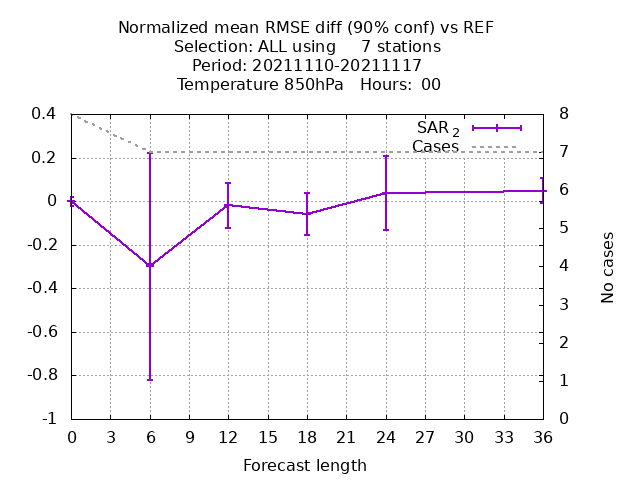 Normalized mean RMSE diff (90% conf) vs REF
Selection: ALL using 7 stations
Period: 20211110-20211117
Temperature 850hPa Hours: 00
SAR 2
Cases
0.4
0.2
0
-0.2
-0.4
-0.6
-0.8
-1
8
7
6
5
4
3
2
1
0
No cases
0 3 6 9 12 15 18 21 24 27 30 33 36
Forecast length